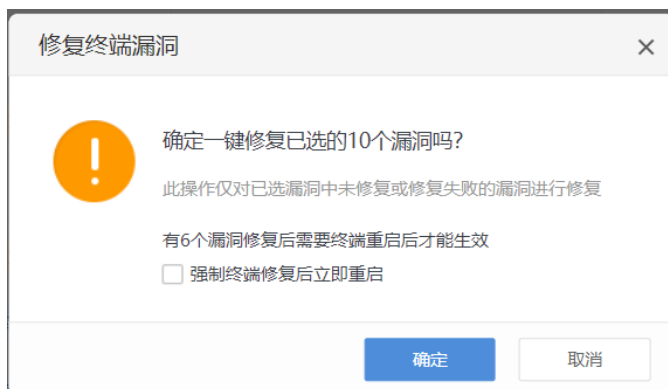 修复终端漏洞
确定一键修复已选的10个漏洞吗?
此操作仅对已选漏洞中未修复或修复失败的漏洞进行修复
有6个漏洞修复后需要终端重启后才能生效
强制终端修复后立即重启
确定
取消